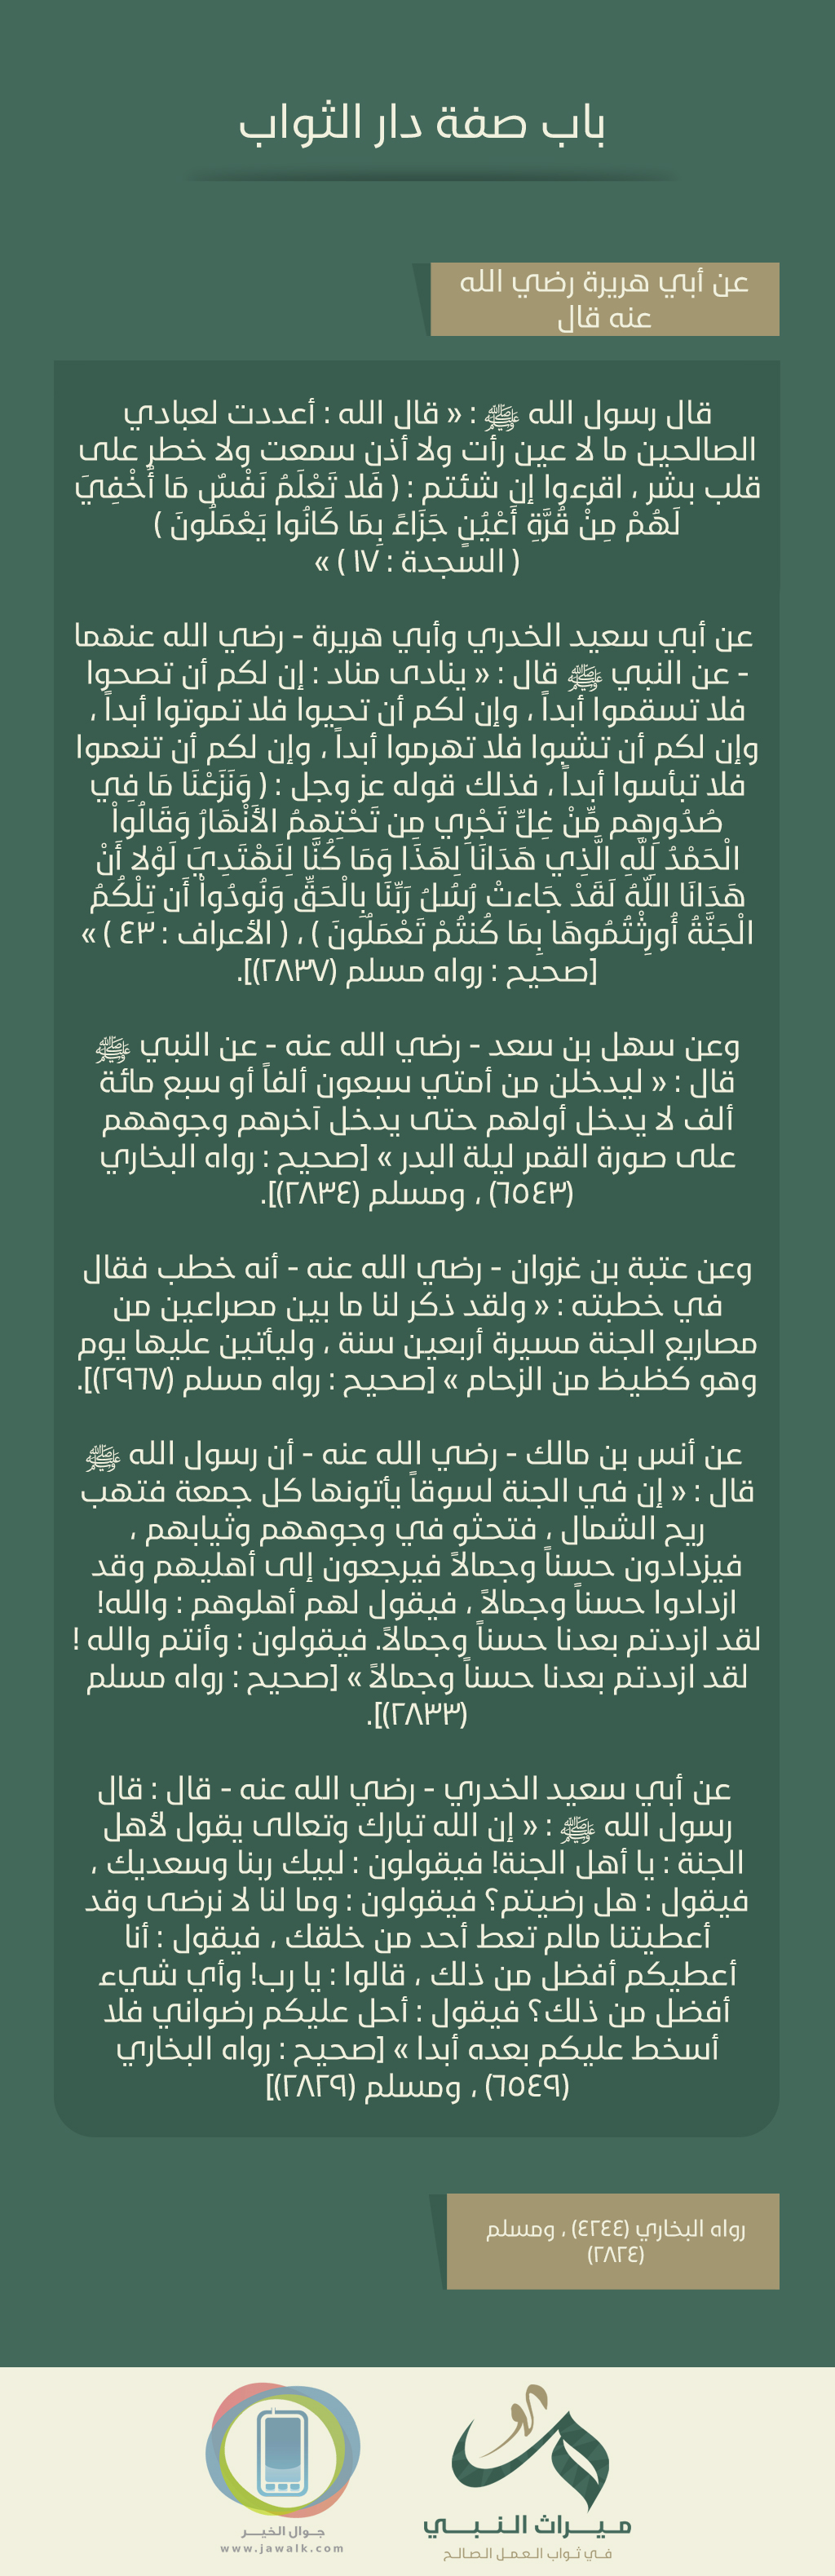 باب صفة دار الثواب
عن أبي هريرة رضي الله
عنه قال
قال رسول الله ﷺ : « قال الله : أعددت لعبادي
الصالحين ما لا عين رأت ولا أذن سمعت ولا خطر على
قلب بشر ، اقرءوا إن شئتم : ( فَلا تَعْلَمُ نَفْسٌ مَا أُخْفِيَ
لَهُمْ مِنْ قُرَّةِ أَعْيُنٍ جَزَاءً بِمَا كَانُوا يَعْمَلُونَ )
( السجدة : ١٧ ) »
عن أبي سعيد الخدري وأبي هريرة - رضي الله عنهما
- عن النبي ﷺ قال : « ينادى مناد : إن لكم أن تصحوا
فلا تسقموا أبداً ، وإن لكم أن تحيوا فلا تموتوا أبداً ،
وإن لكم أن تشبوا فلا تهرموا أبداً ، وإن لكم أن تنعموا
فلا تبأسوا أبداً ، فذلك قوله عز وجل : ( وَنَزَعْنَا مَا فِي
صُدُورِهِم مِّنْ غِلٍّ تَجْرِي مِن تَحْتِهِمُ الأَنْهَارُ وَقَالُواْ
الْحَمْدُ لِلّهِ الَّذِي هَدَانَا لِهَذَا وَمَا كُنَّا لِنَهْتَدِيَ لَوْلا أَنْ
هَدَانَا اللّهُ لَقَدْ جَاءتْ رُسُلُ رَبِّنَا بِالْحَقِّ وَنُودُواْ أَن تِلْكُمُ
الْجَنَّةُ أُورِثْتُمُوهَا بِمَا كُنتُمْ تَعْمَلُونَ ) ، ( الأعراف : ٤٣ ) »
[صحيح : رواه مسلم (٢٨٣٧)].
وعن سهل بن سعد - رضي الله عنه - عن النبي ﷺ
قال : « ليدخلن من أمتي سبعون ألفاً أو سبع مائة
ألف لا يدخل أولهم حتى يدخل آخرهم وجوههم
على صورة القمر ليلة البدر » [صحيح : رواه البخاري
(٦٥٤٣) ، ومسلم (٢٨٣٤)].
وعن عتبة بن غزوان - رضي الله عنه - أنه خطب فقال
في خطبته : « ولقد ذكر لنا ما بين مصراعين من
مصاريع الجنة مسيرة أربعين سنة ، وليأتين عليها يوم
وهو كظيظ من الزحام » [صحيح : رواه مسلم (٢٩٦٧)].
عن أنس بن مالك - رضي الله عنه - أن رسول الله ﷺ
قال : « إن في الجنة لسوقاً يأتونها كل جمعة فتهب
ريح الشمال ، فتحثو في وجوههم وثيابهم ،
فيزدادون حسناً وجمالاً فيرجعون إلى أهليهم وقد
ازدادوا حسناً وجمالاً ، فيقول لهم أهلوهم : والله!
لقد ازددتم بعدنا حسناً وجمالاً. فيقولون : وأنتم والله !
لقد ازددتم بعدنا حسناً وجمالاً » [صحيح : رواه مسلم
(٢٨٣٣)].
عن أبي سعيد الخدري - رضي الله عنه - قال : قال
رسول الله ﷺ : « إن الله تبارك وتعالى يقول لأهل
الجنة : يا أهل الجنة! فيقولون : لبيك ربنا وسعديك ،
فيقول : هل رضيتم؟ فيقولون : وما لنا لا نرضى وقد
أعطيتنا مالم تعط أحد من خلقك ، فيقول : أنا
أعطيكم أفضل من ذلك ، قالوا : يا رب! وأي شيء
أفضل من ذلك؟ فيقول : أحل عليكم رضواني فلا
أسخط عليكم بعده أبدا » [صحيح : رواه البخاري
(٦٥٤٩) ، ومسلم (٢٨٢٩)]
رواه البخاري (٤٢٤٤) ، ومسلم
(٢٨٢٤)
ميراث النبي
في ثواب العمل الصالح
جوال الخير
www.jawalk.com